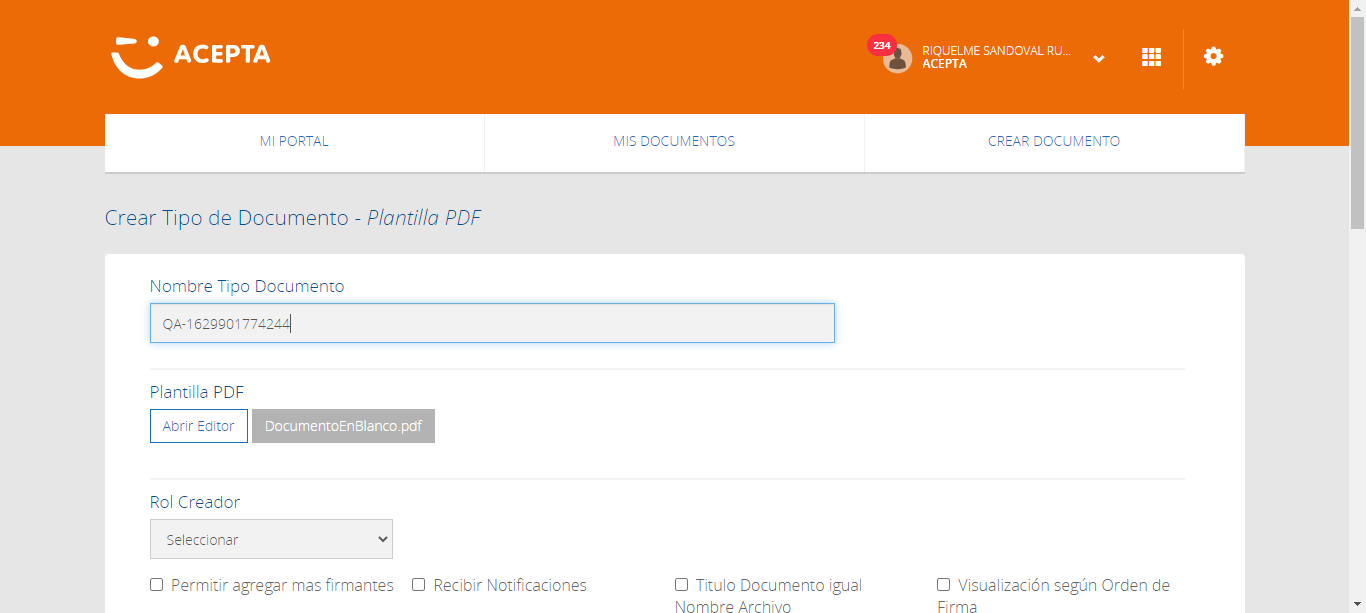 ACEPTA
234
RIQUELME SANDOVAL RU...
ACEPTA
MI PORTAL
MIS DOCUMENTOS
CREAR DOCUMENTO
Crear Tipo de Documento - Plantilla PDF
Nombre Tipo Documento
QA-1629901774244
Plantilla PDF
Abrir Editor
DocumentoEnBlanco.pdf
Rol Creador
Seleccionar
Permitir agregar mas firmantes
Recibir Notificaciones
Titulo Documento igual
Nombre Archivo
Visualización según Orden de
Firma